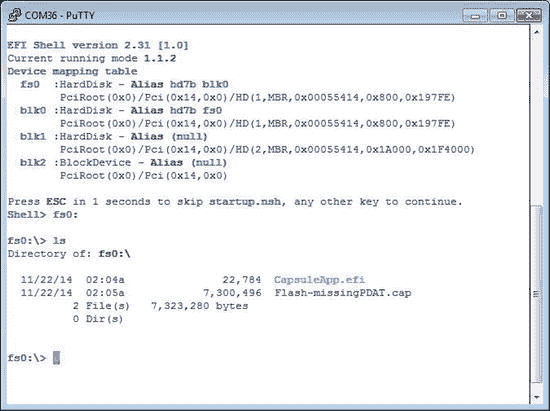 COM36 - PuTTY
EFI Shell version 2.31 [1.0]
Current running mode 1.1.2
Device mapping table
fs0 :HardDisk - Alias hd7b blk0
PciRoot(0x0)/Pci(0x14,0x0)/HD(1,MBR,0x00055414,0x800,0x197FE)
blk0 :HardDisk - Alias hd7b fs0
PciRoot(0x0)/Pci(0x14,0x0)/HD(1,MBR,0x00055414,0x800,0x197FE)
blk1 :HardDisk - Alias (null)
PciRoot(0x0)/Pci(0x14,0x0)/HD(2,MBR,0x00055414,0x1A000,0x1F4000)
blk2 :BlockDevice - Alias (null)
PciRoot(0x0)/Pci(0x14,0x0)
Press ESC in 1 seconds to skip startup.nsh, any other key to continue.
Shell> fs0:
fs0:\> ls
Directory of: fs0:\
11/22/14 02:04a 22,784 CapsuleApp.efi
11/22/14 02:05a 7,300,496 Flash-missingPDAT.cap
2 File(s) 7,323,280 bytes
0 Dir(s)
fs0:\>